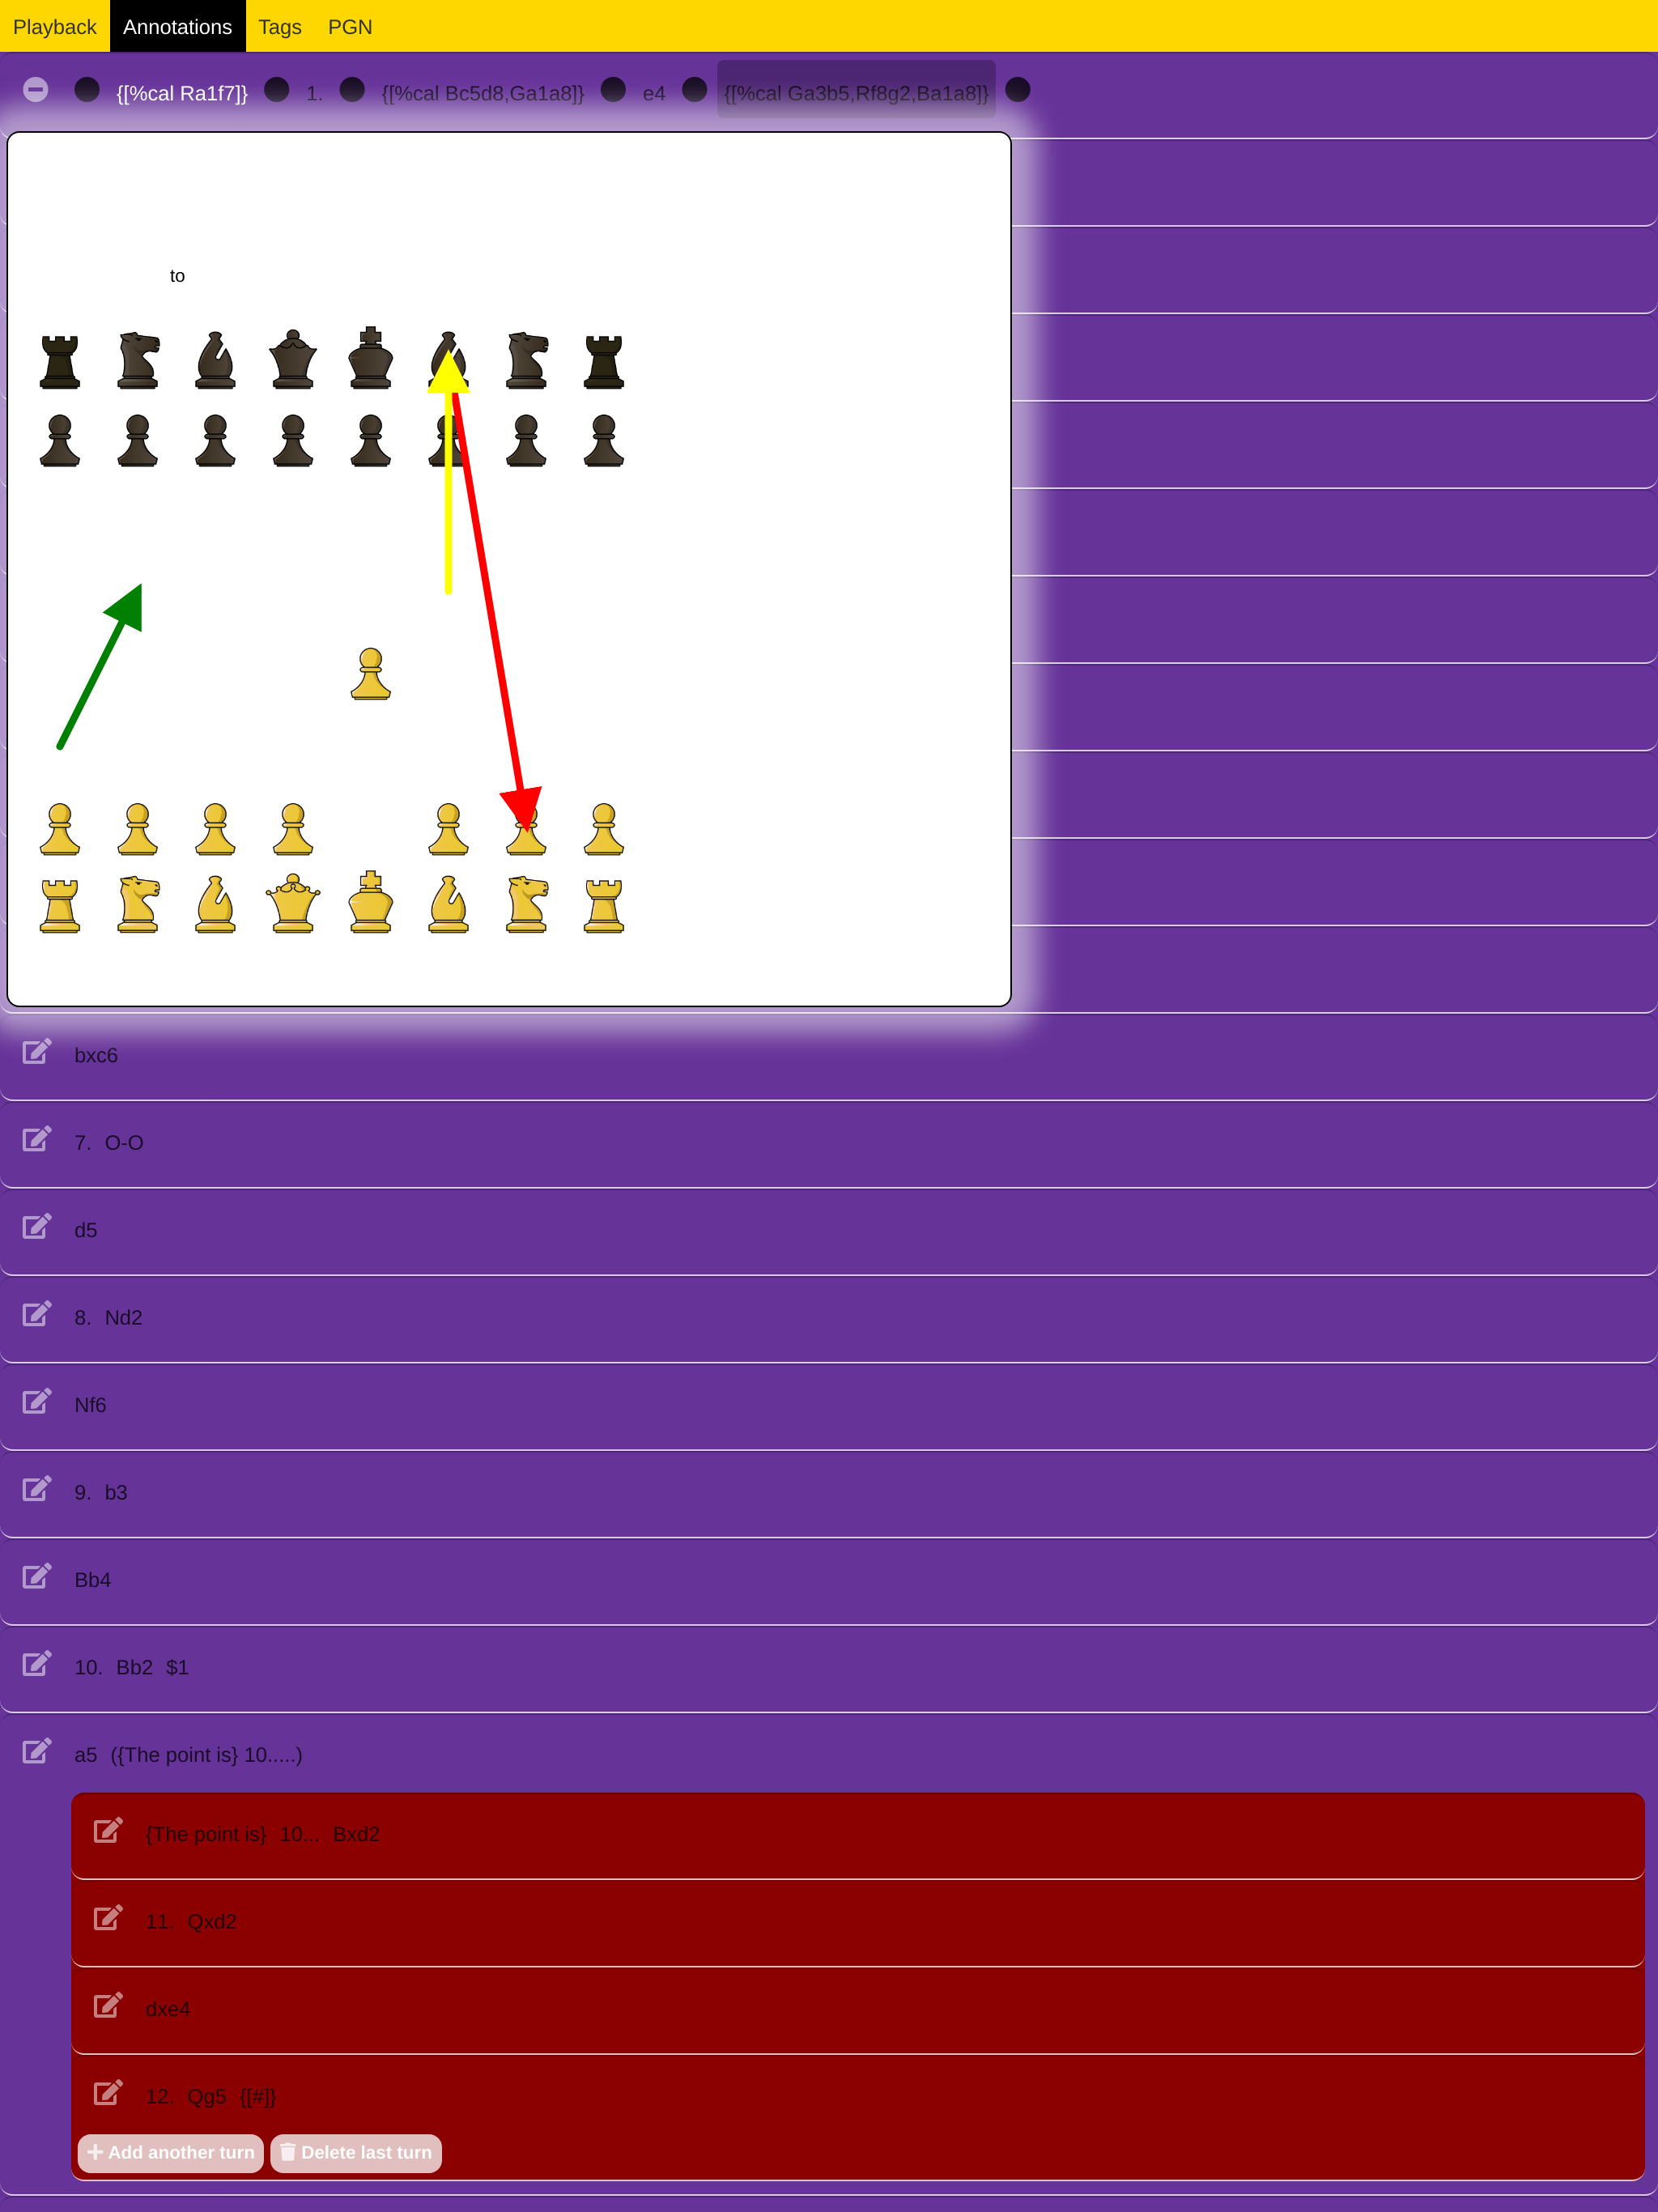 Playback Annotations Tags PGN
{[%cal Ra1f7]} 1. {[%cal Bc5d8,Ga1a8]} e4 {[%cal Ga3b5,Rf8g2,Ba1a8]}
to
bxc6
7. O-O
d5
8. Nd2
Nf6
9. b3
Bb4
10. Bb2 $1
a5 ({The point is} 10.....)
{The point is} 10... Bxd2
11. Qxd2
dxe4
12. Qg5 {[#]}
Add another turn Delete last turn